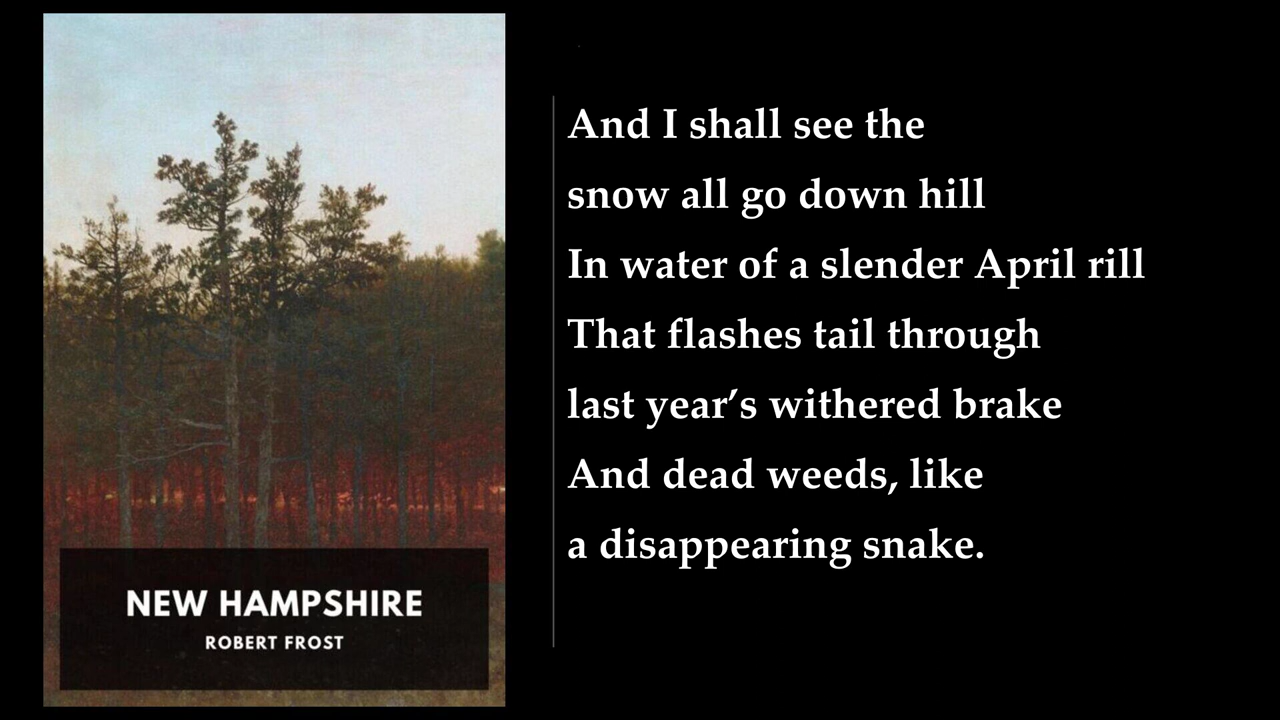 NEW HAMPSHIRE
ROBERT FROST
And I shall see the
snow all go down hill
In water of a slender April rill
That flashes tail through
last year’s withered brake
And dead weeds, like
a disappearing snake.